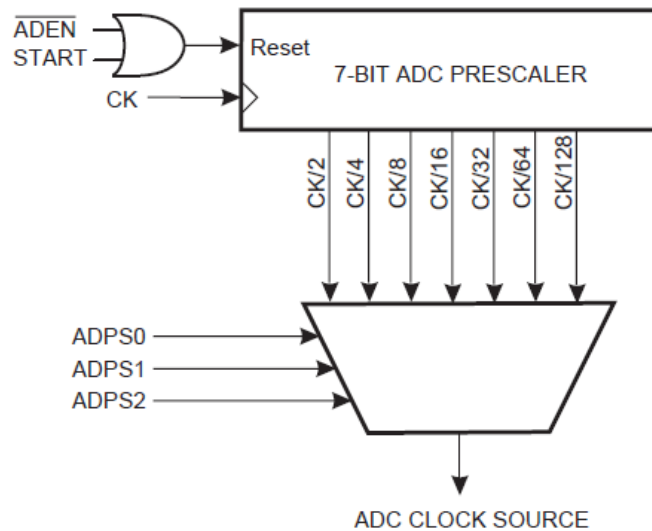 ADEN
START
Reset
CK
7-BIT ADC PRESCALER
CK/2
CK/4
CK/8
CK/16
CK/32
CK/64
CK/128
ADPS0
ADPS1
ADPS2
ADC CLOCK SOURCE